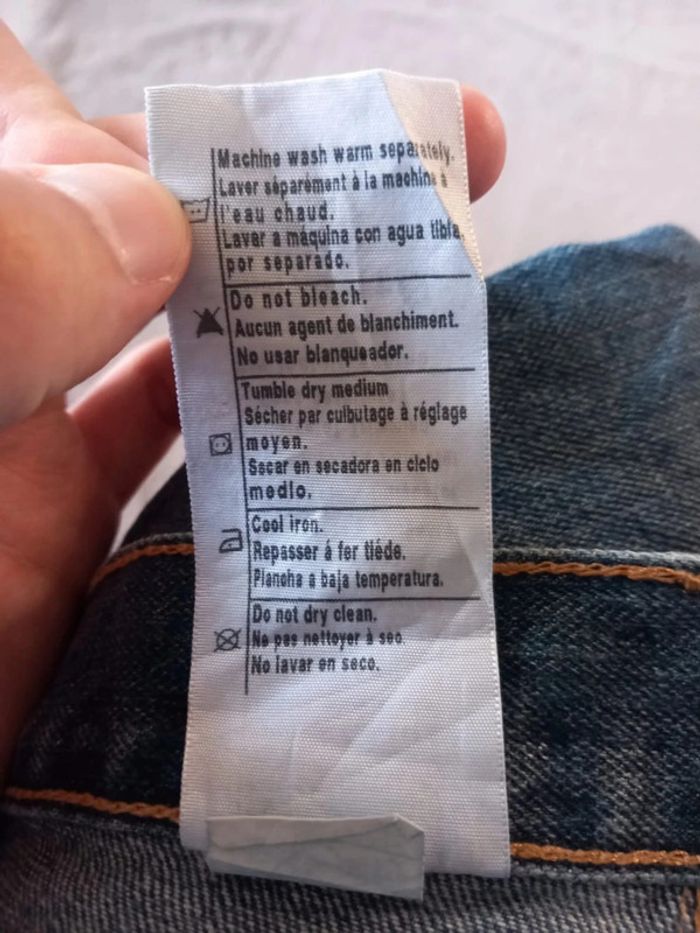 Machine wash warm separately.
Laver séparément à la machine à
l'eau chaud.
Lavar a máquina con agua tibia
por separado.
Do not bleach.
Aucun agent de blanchiment.
No usar blanqueador.
Tumble dry medium
Sécher par culbutage à réglage
moyen.
Secar en secadora en ciclo
medio.
Cool iron.
Repasser á fer tiéde.
Plancha a baja temperatura.
Do not dry clean.
Ne pas nettoyer à sec
No lavar en seco.